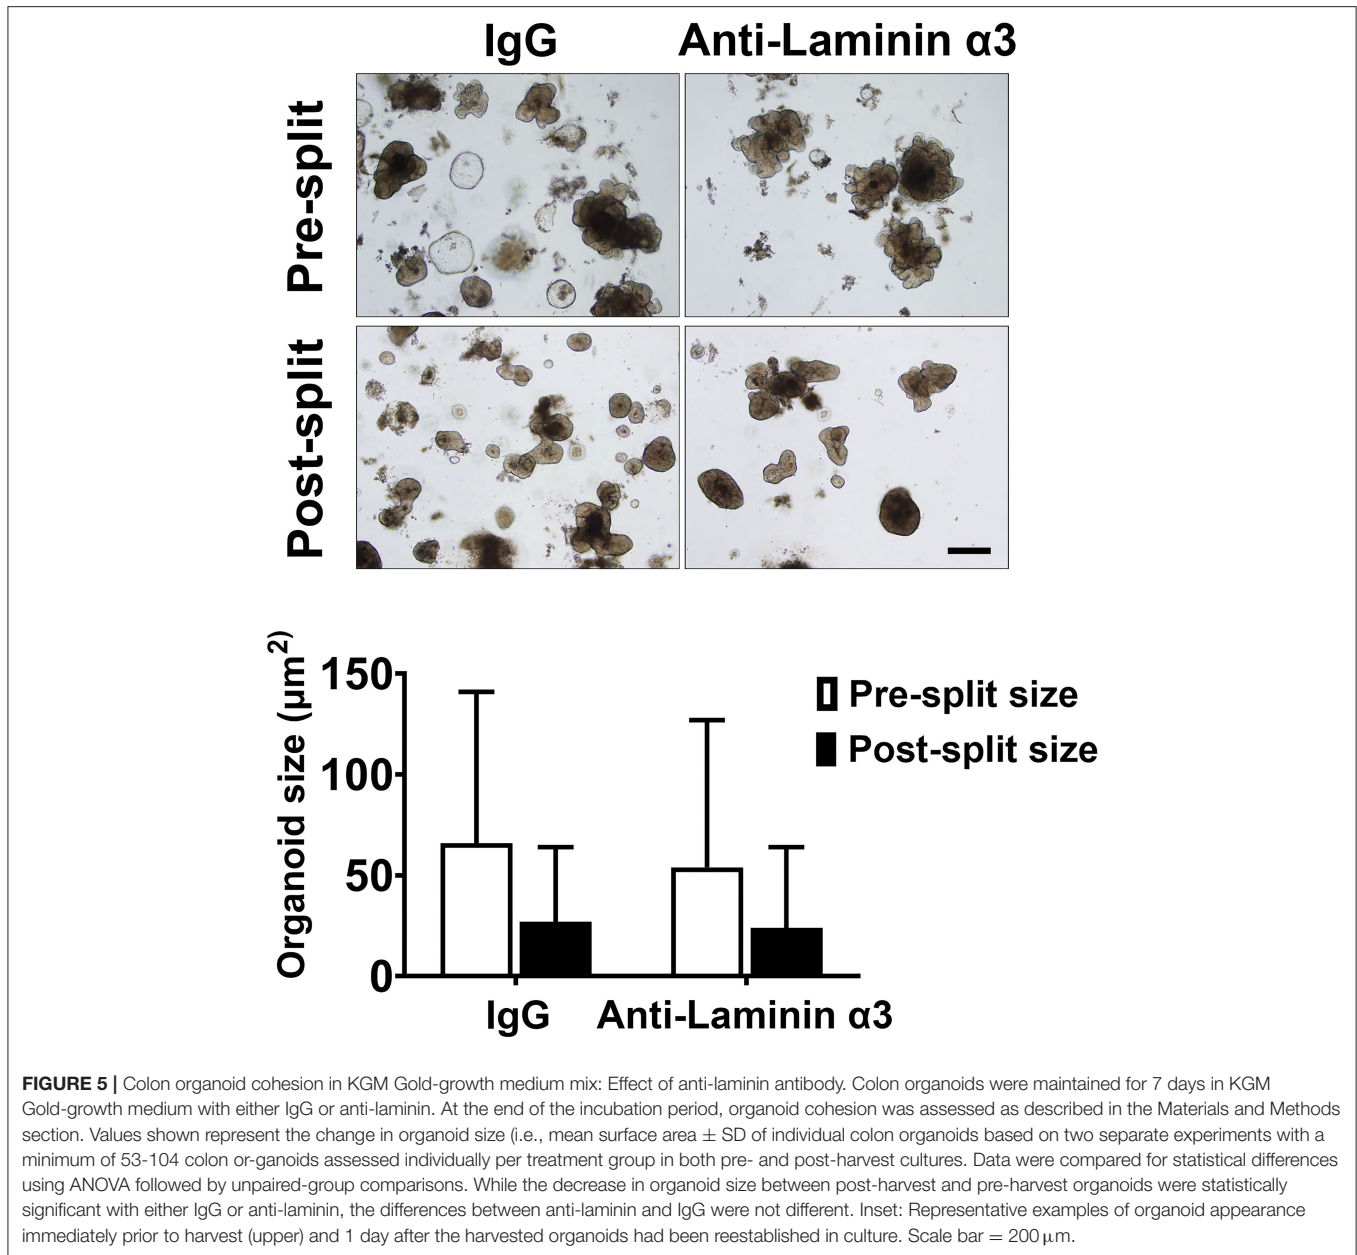 IgG Anti-Laminin α3
Pre-split
Post-split
Organoid size (µm²)
150
100
50
0
Pre-split size
Post-split size
IgG Anti-Laminin α3
FIGURE 5 | Colon organoid cohesion in KGM Gold-growth medium mix: Effect of anti-laminin antibody. Colon organoids were maintained for 7 days in KGM
Gold-growth medium with either IgG or anti-laminin. At the end of the incubation period, organoid cohesion was assessed as described in the Materials and Methods
section. Values shown represent the change in organoid size (i.e., mean surface area ± SD of individual colon organoids based on two separate experiments with a
minimum of 53-104 colon or-ganoids assessed individually per treatment group in both pre- and post-harvest cultures. Data were compared for statistical differences
using ANOVA followed by unpaired-group comparisons. While the decrease in organoid size between post-harvest and pre-harvest organoids were statistically
significant with either IgG or anti-laminin, the differences between anti-laminin and IgG were not different. Inset: Representative examples of organoid appearance
immediately prior to harvest (upper) and 1 day after the harvested organoids had been reestablished in culture. Scale bar = 200 µm.